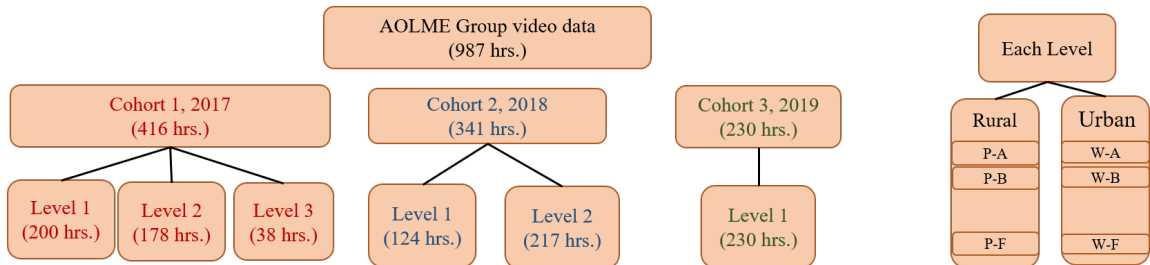 AOLME Group video data
(987 hrs.)
Cohort 1, 2017
(416 hrs.)
Cohort 2, 2018
(341 hrs.)
Cohort 3, 2019
(230 hrs.)
Level 1
(200 hrs.)
Level 2
(178 hrs.)
Level 3
(38 hrs.)
Level 1
(124 hrs.)
Level 2
(217 hrs.)
Level 1
(230 hrs.)
Each Level
Rural
P-A
P-B
P-F
Urban
W-A
W-B
W-F